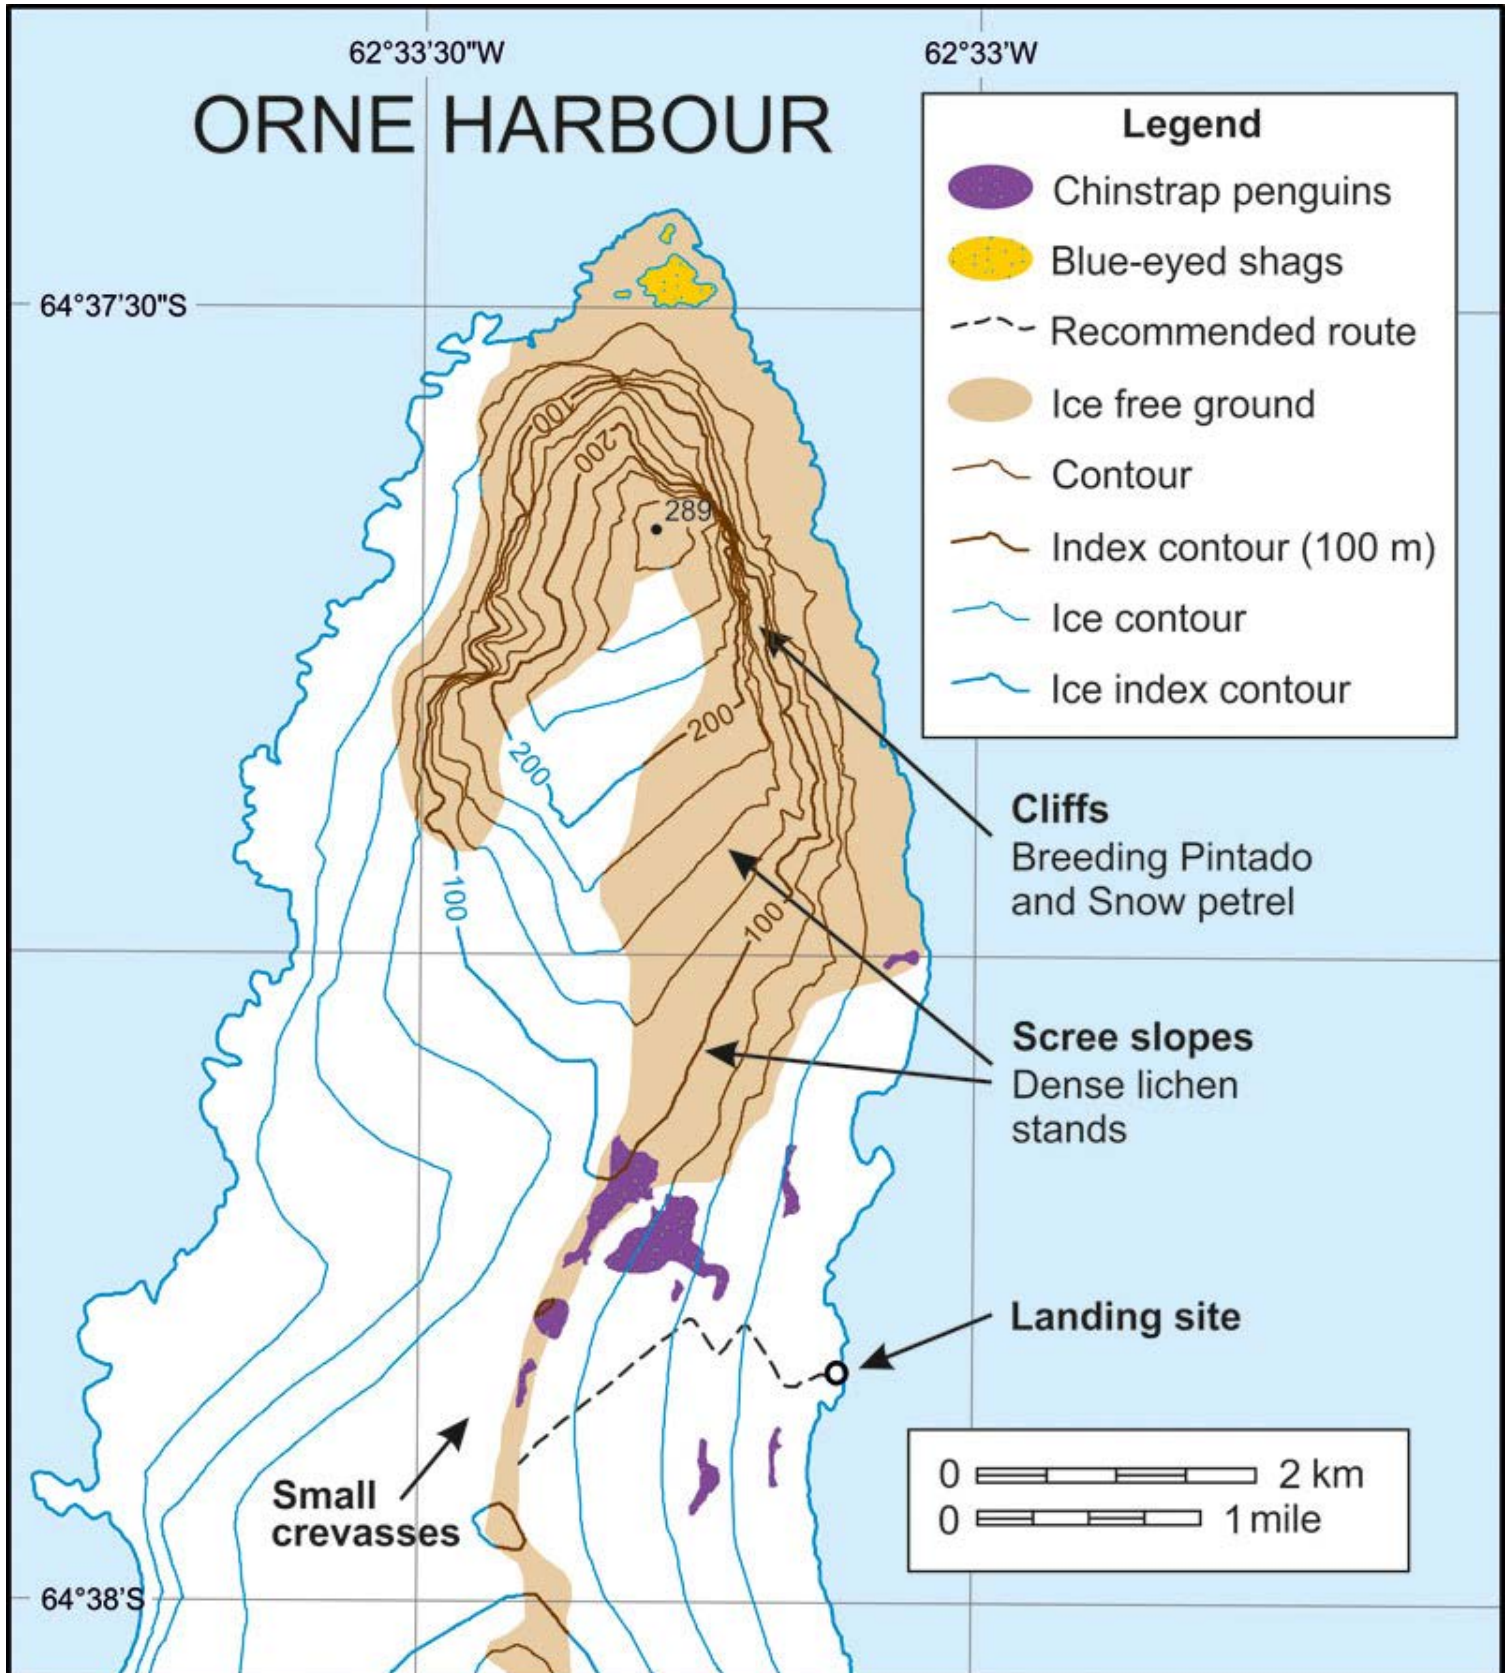 62°33'30"W
62°33'W
ORNE HARBOUR
Legend
Chinstrap penguins
Blue-eyed shags
Recommended route
Ice free ground
Contour
Index contour (100 m)
Ice contour
Ice index contour
64°37'30"S
100
200
289
200
200
Cliffs
Breeding Pintado
and Snow petrel
100
100
Scree slopes
Dense lichen
stands
Landing site
Small
crevasses
0 2 km
0 1 mile
64°38'S